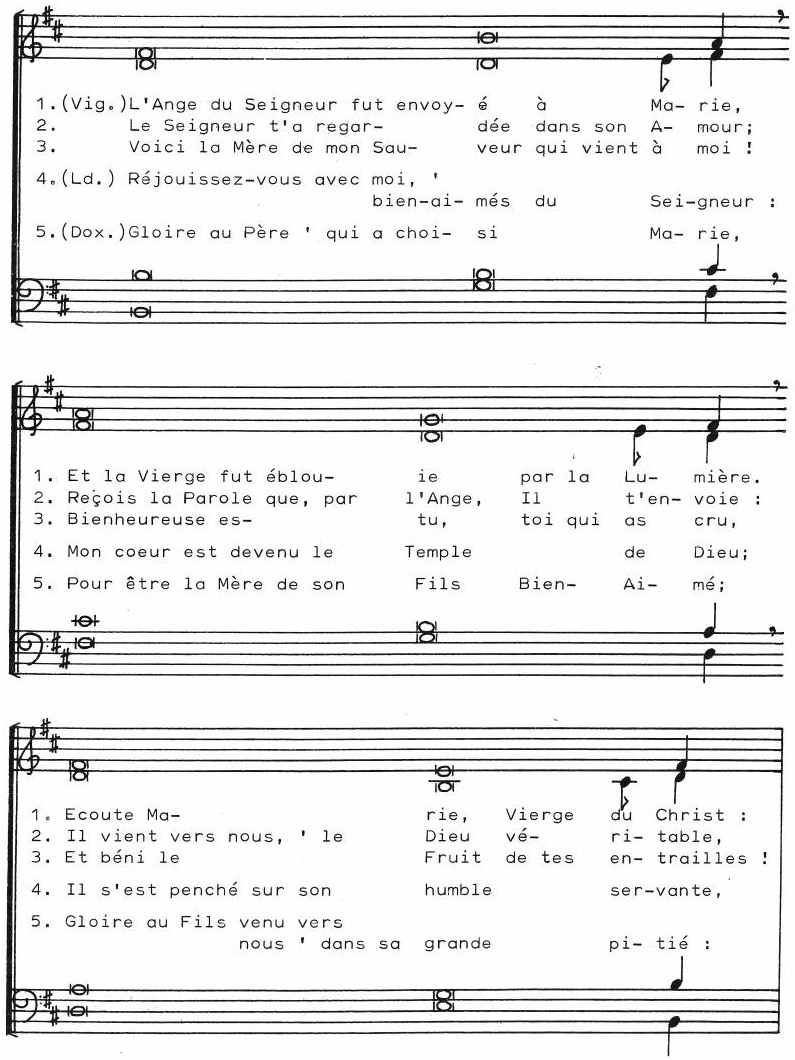 1.(Vig.)L'Ange du Seigneur fut envoy- é à Ma- rie,
2. Le Seigneur t'a regar- dée dans son A- mour;
3. Voici la Mère de mon Sau- veur qui vient à moi !
4.(Ld.) Réjouissez-vous avec moi, '
bien-ai- més du Sei-gneur :
5.(Dox.)Gloire au Père ' qui a choi- si Ma- rie,
1. Et la Vierge fut éblou- ie par la Lu- mière.
2. Reçois la Parole que, par l'Ange, Il t'en- voie :
3. Bienheureuse es- tu, toi qui as cru,
4. Mon coeur est devenu le Temple de Dieu;
5. Pour être la Mère de son Fils Bien- Ai- mé;
1. Ecoute Ma- rie, Vierge du Christ :
2. Il vient vers nous, ' le Dieu vé- ri- table,
3. Et béni le Fruit de tes en- trailles !
4. Il s'est penché sur son humble ser-vante,
5. Gloire au Fils venu vers
nous ' dans sa grande pi- tié :